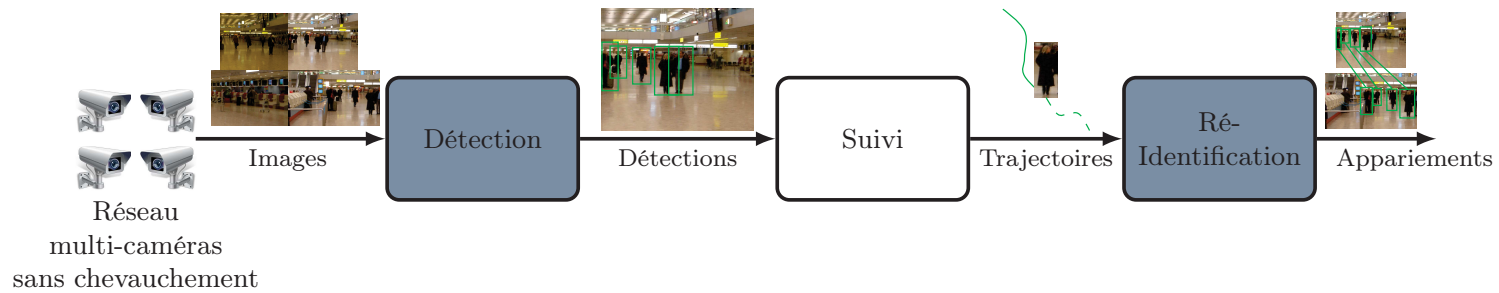 Réseau
multi-caméras
sans chevauchement
Images
Détection
Détections
Suivi
Trajectoires
Ré-
Identification
Appariements